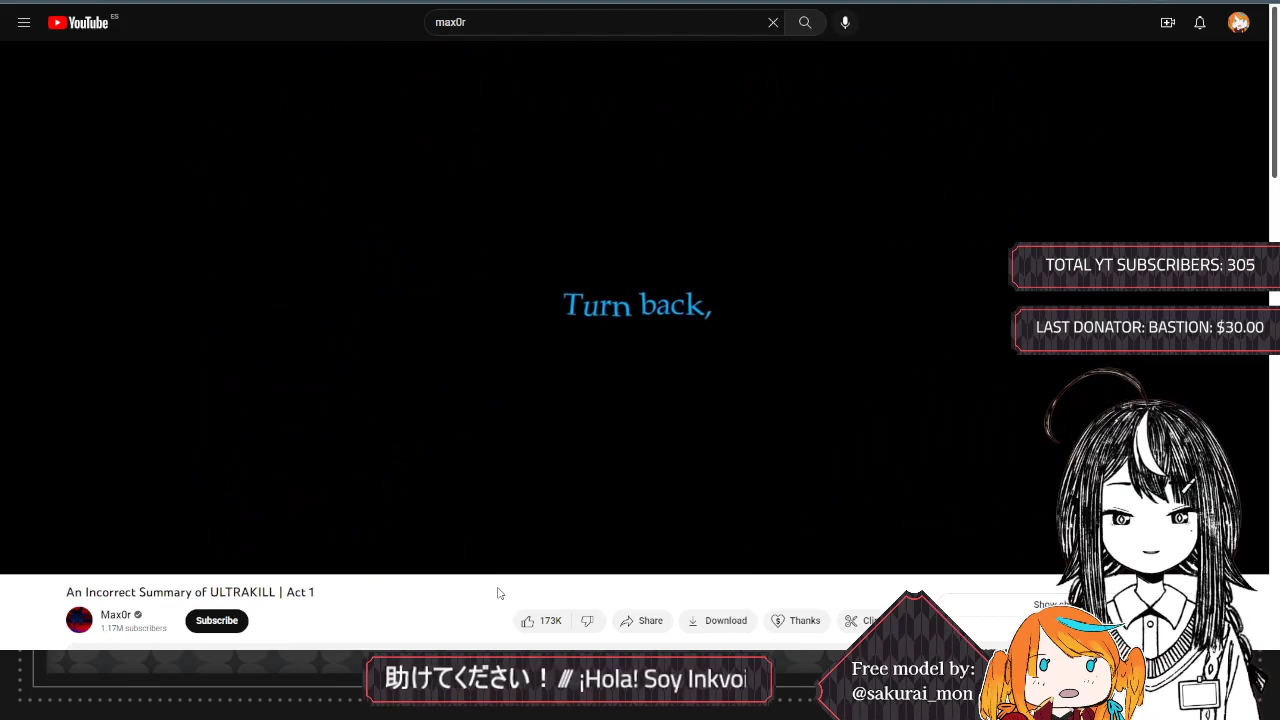 YouTube ES
max0r
Turn back,
TOTAL YT SUBSCRIBERS: 305
LAST DONATOR: BASTION: $30.00
An Incorrect Summary of ULTRAKILL | Act 1
Max0r
1.17M subscribers
Subscribe
173K
Share
Download
Thanks
Free model by:
@sakurai_mon
助けてください！ /// ¡Hola! Soy Inkvoi